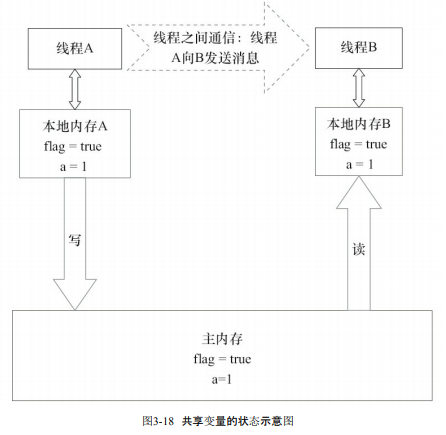 线程A
线程之间通信：线程
A向B发送消息
线程B
本地内存A
flag = true
a = 1
本地内存B
flag = true
a = 1
写
读
主内存
flag = true
a=1
图3-18 共享变量的状态示意图